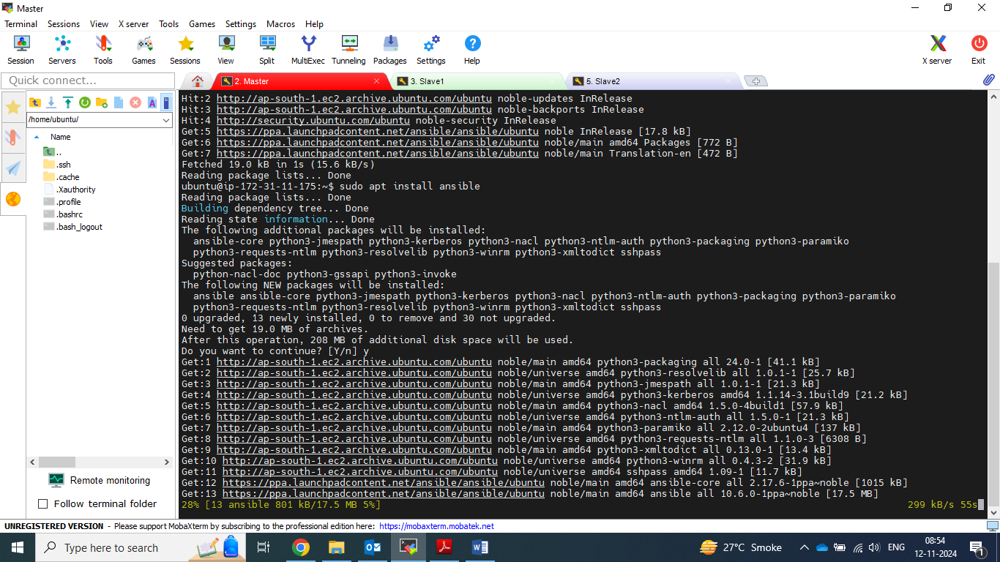 Master
Terminal Sessions View X server Tools Games Settings Macros Help
Session Servers Tools Games Sessions View Split MultiExec Tunneling Packages Settings Help X server Exit
Quick connect...
2. Master
3. Slave1
5. Slave2
/home/ubuntu/
Name
..
.ssh
.cache
.Xauthority
.profile
.bashrc
.bash_logout
Remote monitoring
Follow terminal folder
Hit:2 http://ap-south-1.ec2.archive.ubuntu.com/ubuntu noble-updates InRelease
Hit:3 http://ap-south-1.ec2.archive.ubuntu.com/ubuntu noble-backports InRelease
Hit:4 http://security.ubuntu.com/ubuntu noble-security InRelease
Get:5 https://ppa.launchpadcontent.net/ansible/ansible/ubuntu noble InRelease [17.8 kB]
Get:6 https://ppa.launchpadcontent.net/ansible/ansible/ubuntu noble/main amd64 Packages [772 B]
Get:7 https://ppa.launchpadcontent.net/ansible/ansible/ubuntu noble/main Translation-en [472 B]
Fetched 19.0 kB in 1s (15.6 kB/s)
Reading package lists... Done
ubuntu@ip-172-31-11-175:~$ sudo apt install ansible
Reading package lists... Done
Building dependency tree... Done
Reading state information... Done
The following additional packages will be installed:
ansible-core python3-jmespath python3-kerberos python3-nacl python3-ntlm-auth python3-packaging python3-paramiko
python3-requests-ntlm python3-resolvelib python3-winrm python3-xmltodict sshpass
Suggested packages:
python-nacl-doc python3-gssapi python3-invoke
The following NEW packages will be installed:
ansible ansible-core python3-jmespath python3-kerberos python3-nacl python3-ntlm-auth python3-packaging python3-paramiko
python3-requests-ntlm python3-resolvelib python3-winrm python3-xmltodict sshpass
0 upgraded, 13 newly installed, 0 to remove and 30 not upgraded.
Need to get 19.0 MB of archives.
After this operation, 208 MB of additional disk space will be used.
Do you want to continue? [Y/n] y
Get:1 http://ap-south-1.ec2.archive.ubuntu.com/ubuntu noble/main amd64 python3-packaging all 24.0-1 [41.1 kB]
Get:2 http://ap-south-1.ec2.archive.ubuntu.com/ubuntu noble/universe amd64 python3-resolvelib all 1.0.1-1 [25.7 kB]
Get:3 http://ap-south-1.ec2.archive.ubuntu.com/ubuntu noble/main amd64 python3-jmespath all 1.0.1-1 [21.3 kB]
Get:4 http://ap-south-1.ec2.archive.ubuntu.com/ubuntu noble/universe amd64 python3-kerberos amd64 1.1.14-3.1build9 [21.2 kB]
Get:5 http://ap-south-1.ec2.archive.ubuntu.com/ubuntu noble/main amd64 python3-nacl amd64 1.5.0-4build1 [57.9 kB]
Get:6 http://ap-south-1.ec2.archive.ubuntu.com/ubuntu noble/universe amd64 python3-ntlm-auth all 1.5.0-1 [21.3 kB]
Get:7 http://ap-south-1.ec2.archive.ubuntu.com/ubuntu noble/main amd64 python3-paramiko all 2.12.0-2ubuntu4 [137 kB]
Get:8 http://ap-south-1.ec2.archive.ubuntu.com/ubuntu noble/universe amd64 python3-requests-ntlm all 1.1.0-3 [6308 B]
Get:9 http://ap-south-1.ec2.archive.ubuntu.com/ubuntu noble/main amd64 python3-xmltodict all 0.13.0-1 [13.4 kB]
Get:10 http://ap-south-1.ec2.archive.ubuntu.com/ubuntu noble/universe amd64 python3-winrm all 0.4.3-2 [31.9 kB]
Get:11 http://ap-south-1.ec2.archive.ubuntu.com/ubuntu noble/universe amd64 sshpass amd64 1.09-1 [11.7 kB]
Get:12 https://ppa.launchpadcontent.net/ansible/ansible/ubuntu noble/main amd64 ansible-core all 2.17.6-1ppa~noble [1015 kB]
Get:13 https://ppa.launchpadcontent.net/ansible/ansible/ubuntu noble/main amd64 ansible all 10.6.0-1ppa~noble [17.5 MB]
28% [13 ansible 801 kB/17.5 MB 5%] 299 kB/s 55s
UNREGISTERED VERSION - Please support MobaXterm by subscribing to the professional edition here: https://mobaxterm.mobatek.net
Type here to search
27°C Smoke
ENG
08:54
12-11-2024
1